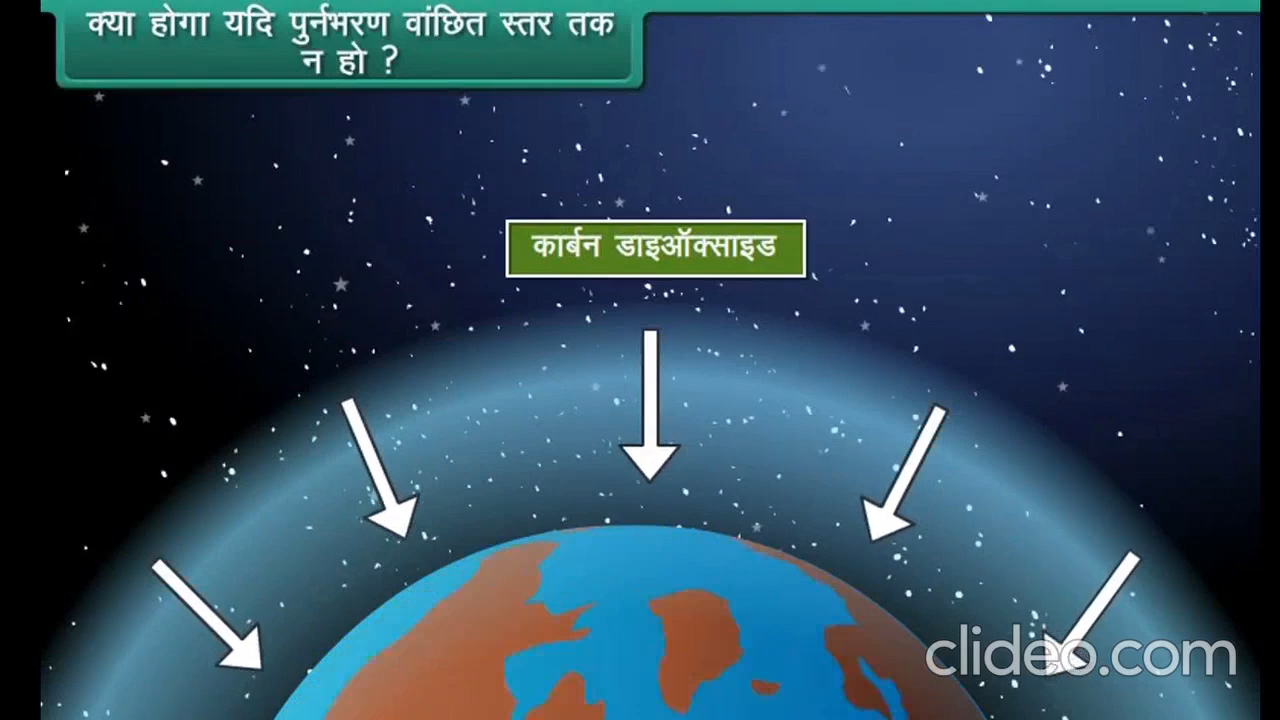 क्या होगा यदि पुर्नभरण वांछित स्तर तक
न हो ?
कार्बन डाइऑक्साइड
clideo.com